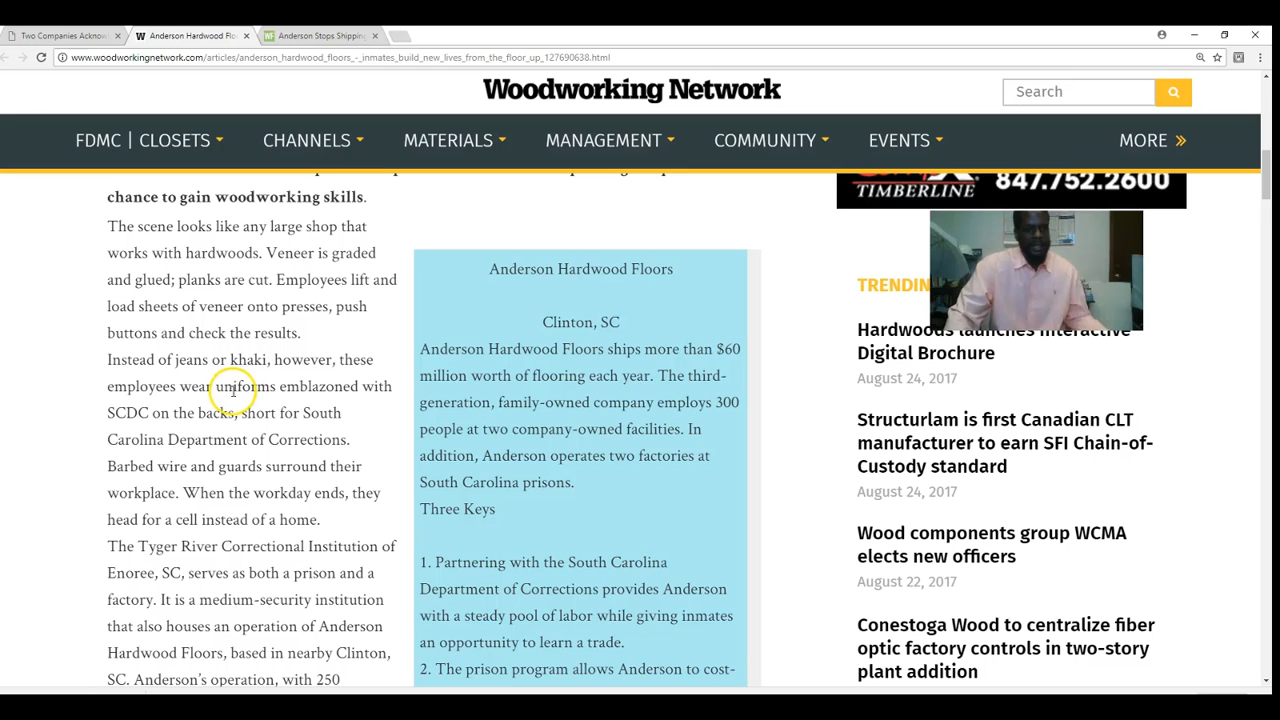 Two Companies Acknow
Anderson Hardwood Flo
Anderson Stops Shipping
www.woodworkingnetwork.com/articles/anderson_hardwood_floors_-_inmates_build_new_lives_from_the_floor_up_127690638.html
Woodworking Network
Search
FDMC | CLOSETS
CHANNELS
MATERIALS
MANAGEMENT
COMMUNITY
EVENTS
MORE
chance to gain woodworking skills.
The scene looks like any large shop that
works with hardwoods. Veneer is graded
and glued; planks are cut. Employees lift and
load sheets of veneer onto presses, push
buttons and check the results.
Instead of jeans or khaki, however, these
employees wear uniforms emblazoned with
SCDC on the backs, short for South
Carolina Department of Corrections.
Barbed wire and guards surround their
workplace. When the workday ends, they
head for a cell instead of a home.
The Tyger River Correctional Institution of
Enoree, SC, serves as both a prison and a
factory. It is a medium-security institution
that also houses an operation of Anderson
Hardwood Floors, based in nearby Clinton,
SC. Anderson's operation, with 250
Anderson Hardwood Floors
Clinton, SC
Anderson Hardwood Floors ships more than $60
million worth of flooring each year. The third-
generation, family-owned company employs 300
people at two company-owned facilities. In
addition, Anderson operates two factories at
South Carolina prisons.
Three Keys
1. Partnering with the South Carolina
Department of Corrections provides Anderson
with a steady pool of labor while giving inmates
an opportunity to learn a trade.
2. The prison program allows Anderson to cost-
TIMBERLINE
847.752.2600
TRENDIN
Hardwoods launches interactive
Digital Brochure
August 24, 2017
Structurlam is first Canadian CLT
manufacturer to earn SFI Chain-of-
Custody standard
August 24, 2017
Wood components group WCMA
elects new officers
August 22, 2017
Conestoga Wood to centralize fiber
optic factory controls in two-story
plant addition